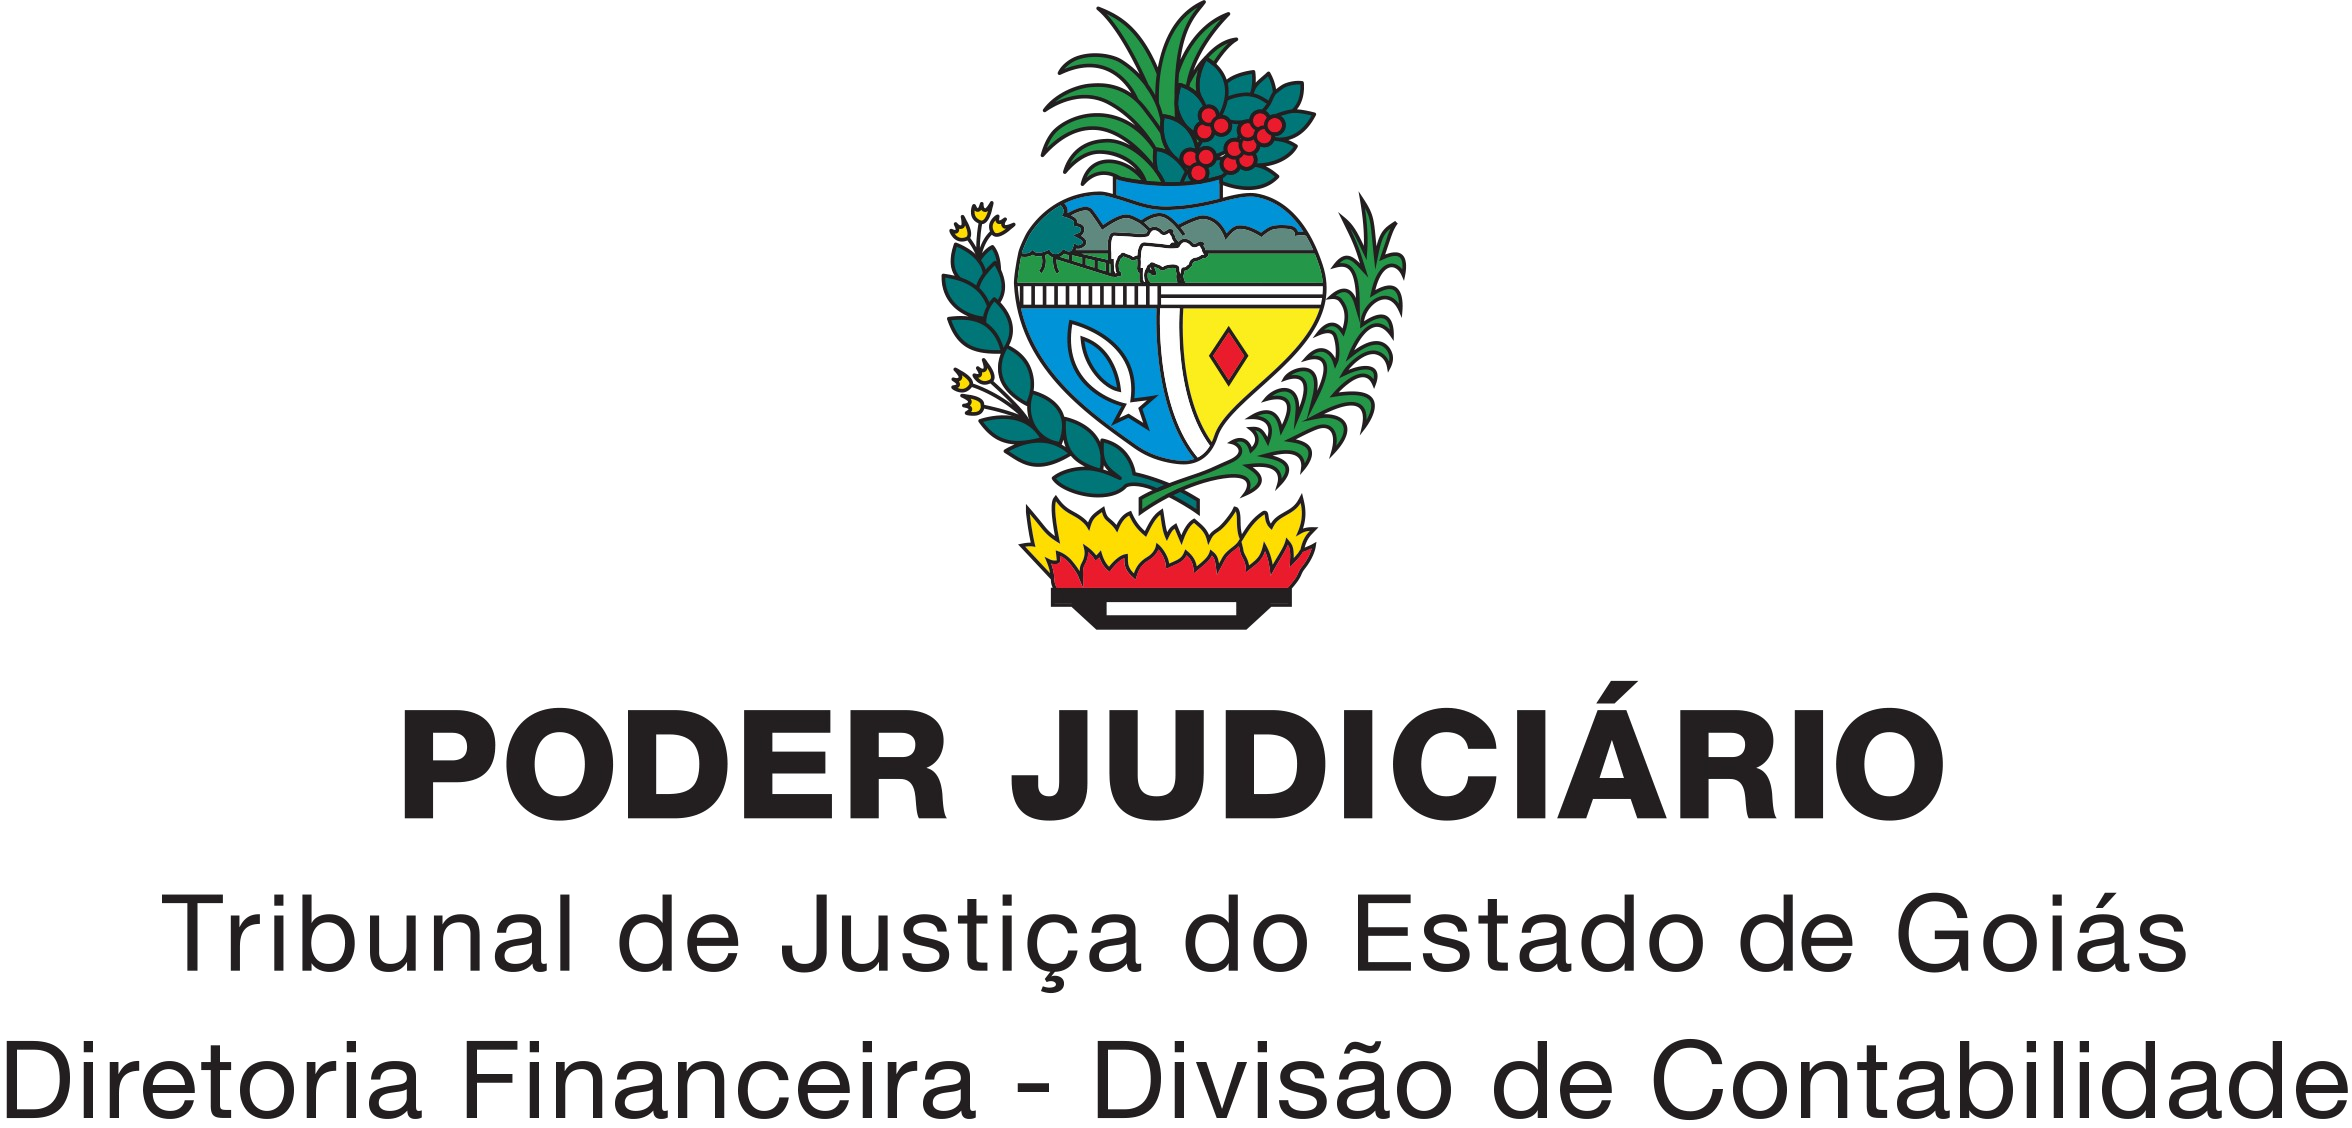 PODER JUDICIÁRIO
Tribunal de Justiça do Estado de Goiás
Diretoria Financeira - Divisão de Contabilidade